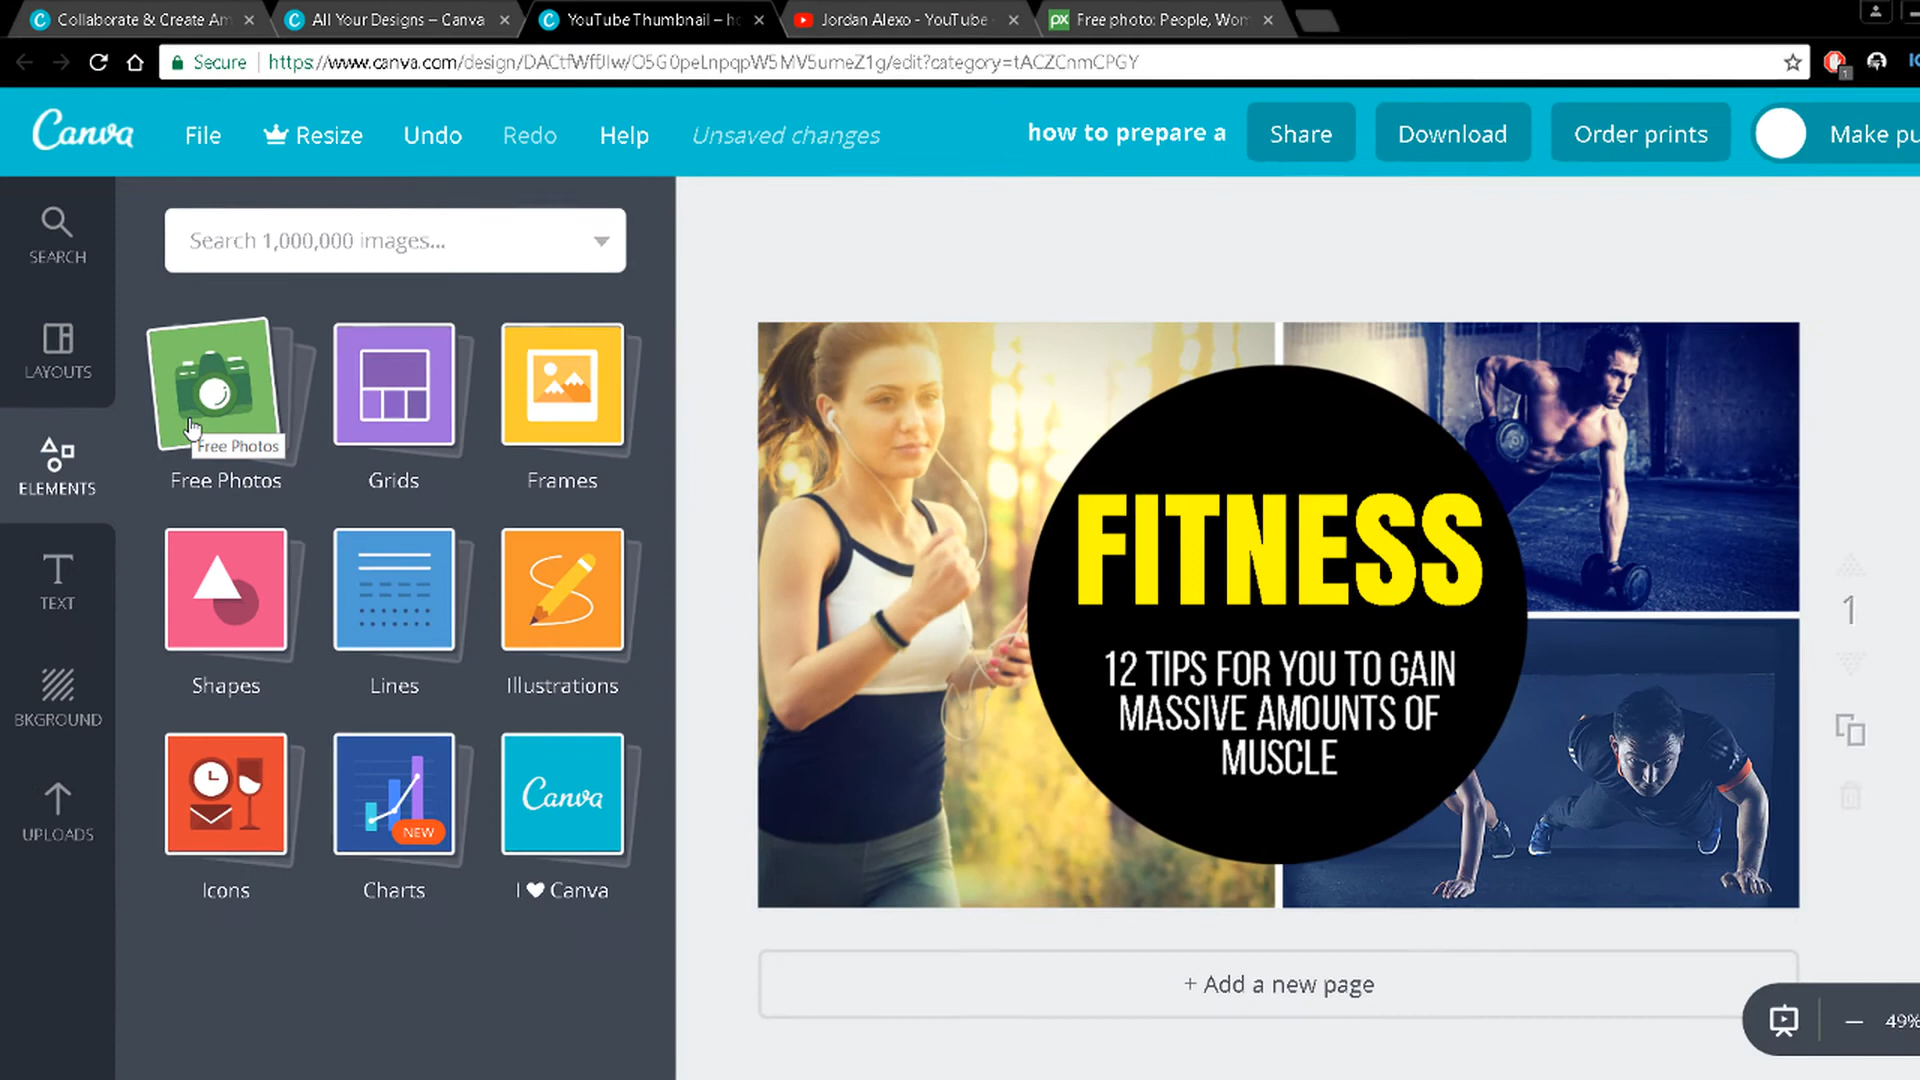 Collaborate & Create Am
All Your Designs – Canva
YouTube Thumbnail – ho
Jordan Alexo - YouTube
px
Free photo: People, Wom
Secure
https://www.canva.com/design/DACtfWffJIw/O5G0peLnpqpW5MV5umeZ1g/edit?category=tACZCnmCPGY
1
Canva
File
Resize
Undo
Redo
Help
Unsaved changes
how to prepare a
Share
Download
Order prints
Make pu
SEARCH
LAYOUTS
ELEMENTS
TEXT
BKGROUND
UPLOADS
Search 1,000,000 images...
Free Photos
Free Photos
Grids
Frames
Shapes
Lines
Illustrations
NEW
Canva
Icons
Charts
I ♥ Canva
FITNESS
12 TIPS FOR YOU TO GAIN
MASSIVE AMOUNTS OF
MUSCLE
1
+ Add a new page
49%